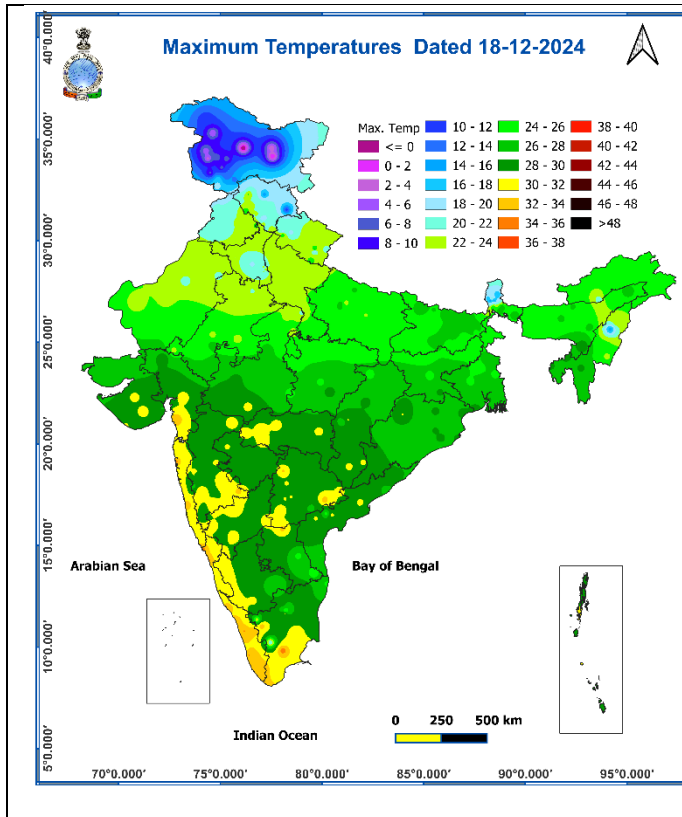 Maximum Temperatures Dated 18-12-2024
Max. Temp
<= 0
0 - 2
2 - 4
4 - 6
6 - 8
8 - 10
10 - 12
12 - 14
14 - 16
16 - 18
18 - 20
20 - 22
22 - 24
24 - 26
26 - 28
28 - 30
30 - 32
32 - 34
34 - 36
36 - 38
38 - 40
40 - 42
42 - 44
44 - 46
46 - 48
>48
40°0.000'
35°0.000'
30°0.000'
25°0.000'
20°0.000'
15°0.000'
10°0.000'
5°0.000'
Arabian Sea
Bay of Bengal
Indian Ocean
0 250 500 km
70°0.000' 75°0.000' 80°0.000' 85°0.000' 90°0.000' 95°0.000'